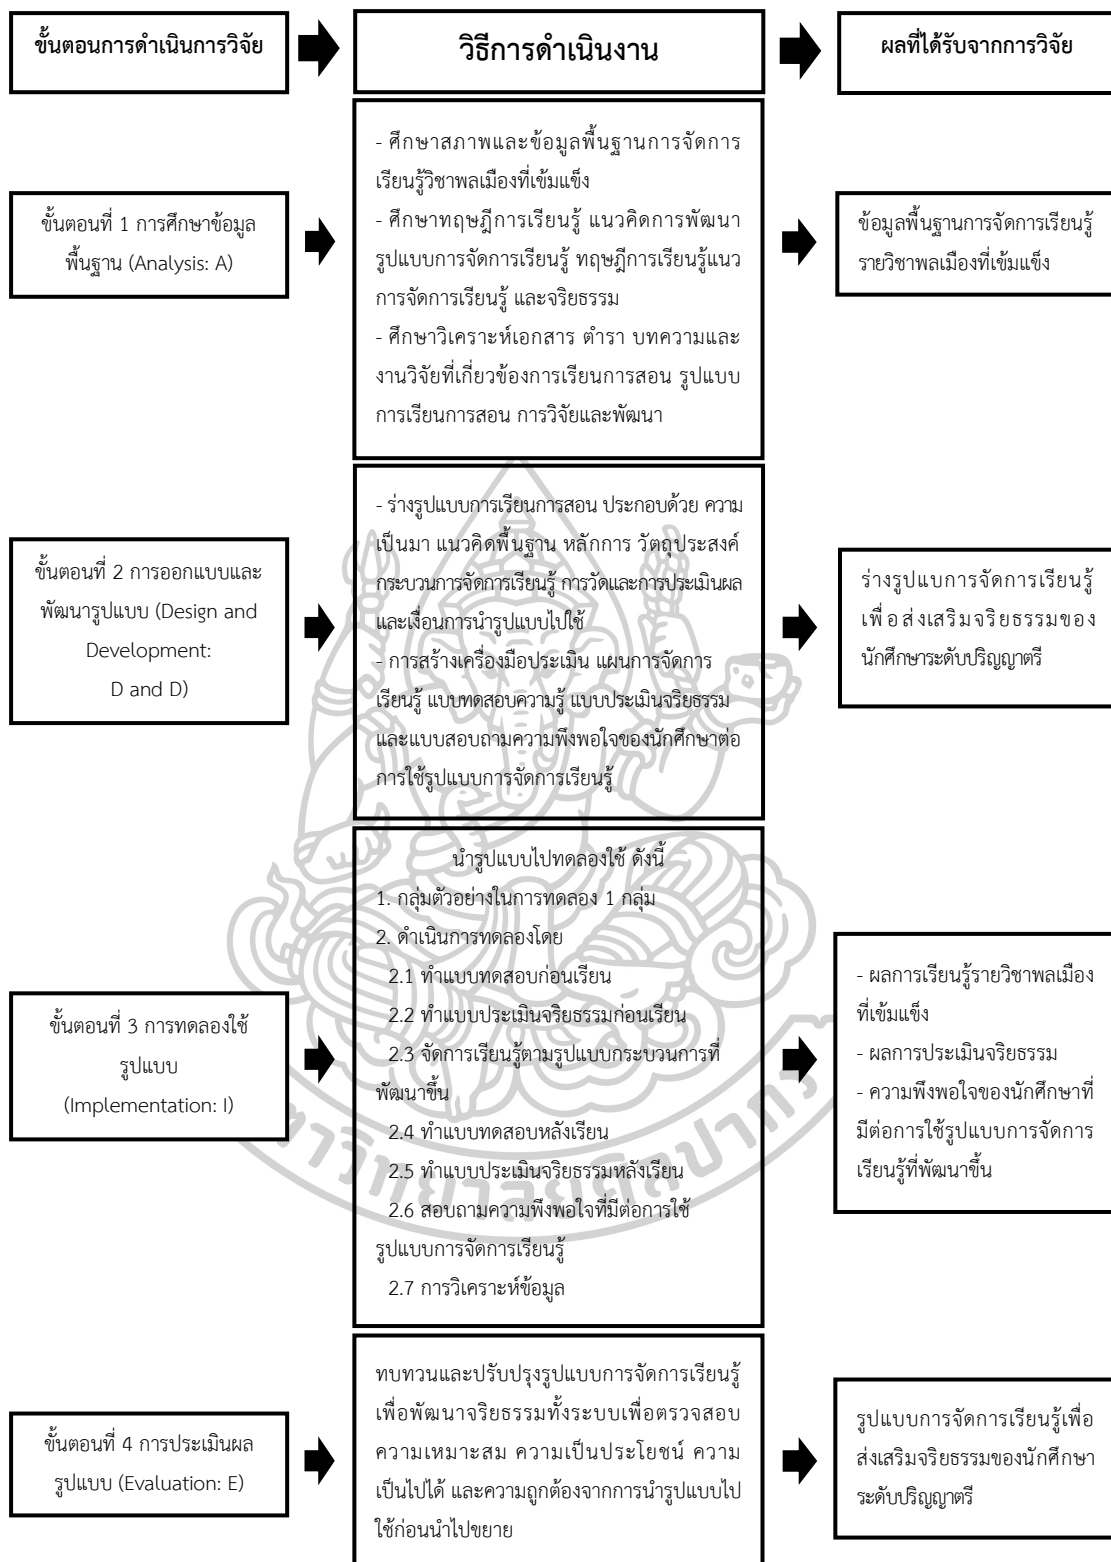 ขั้นตอนการดำเนินการวิจัย
วิธีการดำเนินงาน
ผลที่ได้รับจากการวิจัย
ขั้นตอนที่ 1 การศึกษาข้อมูล
พื้นฐาน (Analysis: A)
- ศึกษาสภาพและข้อมูลพื้นฐานการจัดการ
เรียนรู้วิชาพลเมืองที่เข้มแข็ง
- ศึกษาทฤษฎีการเรียนรู้ แนวคิดการพัฒนา
รูปแบบการจัดการเรียนรู้ ทฤษฎีการเรียนรู้แนว
การจัดการเรียนรู้ และจริยธรรม
- ศึกษาวิเคราะห์เอกสาร ตำรา บทความและ
งานวิจัยที่เกี่ยวข้องการเรียนการสอน รูปแบบ
การเรียนการสอน การวิจัยและพัฒนา
ข้อมูลพื้นฐานการจัดการเรียนรู้
รายวิชาพลเมืองที่เข้มแข็ง
ขั้นตอนที่ 2 การออกแบบและ
พัฒนารูปแบบ (Design and
Development:
D and D)
- ร่างรูปแบบการเรียนการสอน ประกอบด้วย ความ
เป็นมา แนวคิดพื้นฐาน หลักการ วัตถุประสงค์
กระบวนการจัดการเรียนรู้ การวัดและการประเมินผล
และเงื่อนการนำรูปแบบไปใช้
- การสร้างเครื่องมือประเมิน แผนการจัดการ
เรียนรู้ แบบทดสอบความรู้ แบบประเมินจริยธรรม
และแบบสอบถามความพึงพอใจของนักศึกษาต่อ
การใช้รูปแบบการจัดการเรียนรู้
ร่างรูปแบบการจัดการเรียนรู้
เพื่อส่งเสริมจริยธรรมของ
นักศึกษาระดับปริญญาตรี
ขั้นตอนที่ 3 การทดลองใช้
รูปแบบ
(Implementation: I)
นำรูปแบบไปทดลองใช้ ดังนี้
1. กลุ่มตัวอย่างในการทดลอง 1 กลุ่ม
2. ดำเนินการทดลองโดย
2.1 ทำแบบทดสอบก่อนเรียน
2.2 ทำแบบประเมินจริยธรรมก่อนเรียน
2.3 จัดการเรียนรู้ตามรูปแบบกระบวนการที่
พัฒนาขึ้น
2.4 ทำแบบทดสอบหลังเรียน
2.5 ทำแบบประเมินจริยธรรมหลังเรียน
2.6 สอบถามความพึงพอใจที่มีต่อการใช้
รูปแบบการจัดการเรียนรู้
2.7 การวิเคราะห์ข้อมูล
- ผลการเรียนรู้รายวิชาพลเมือง
ที่เข้มแข็ง
- ผลการประเมินจริยธรรม
- ความพึงพอใจของนักศึกษาที่
มีต่อการใช้รูปแบบการจัดการ
เรียนรู้ที่พัฒนาขึ้น
ขั้นตอนที่ 4 การประเมินผล
รูปแบบ (Evaluation: E)
ทบทวนและปรับปรุงรูปแบบการจัดการเรียนรู้
เพื่อพัฒนาจริยธรรมทั้งระบบเพื่อตรวจสอบ
ความเหมาะสม ความเป็นประโยชน์ ความ
เป็นไปได้ และความถูกต้องจากการนำรูปแบบไป
ใช้ก่อนนำไปขยาย
รูปแบบการจัดการเรียนรู้เพื่อ
ส่งเสริมจริยธรรมของนักศึกษา
ระดับปริญญาตรี